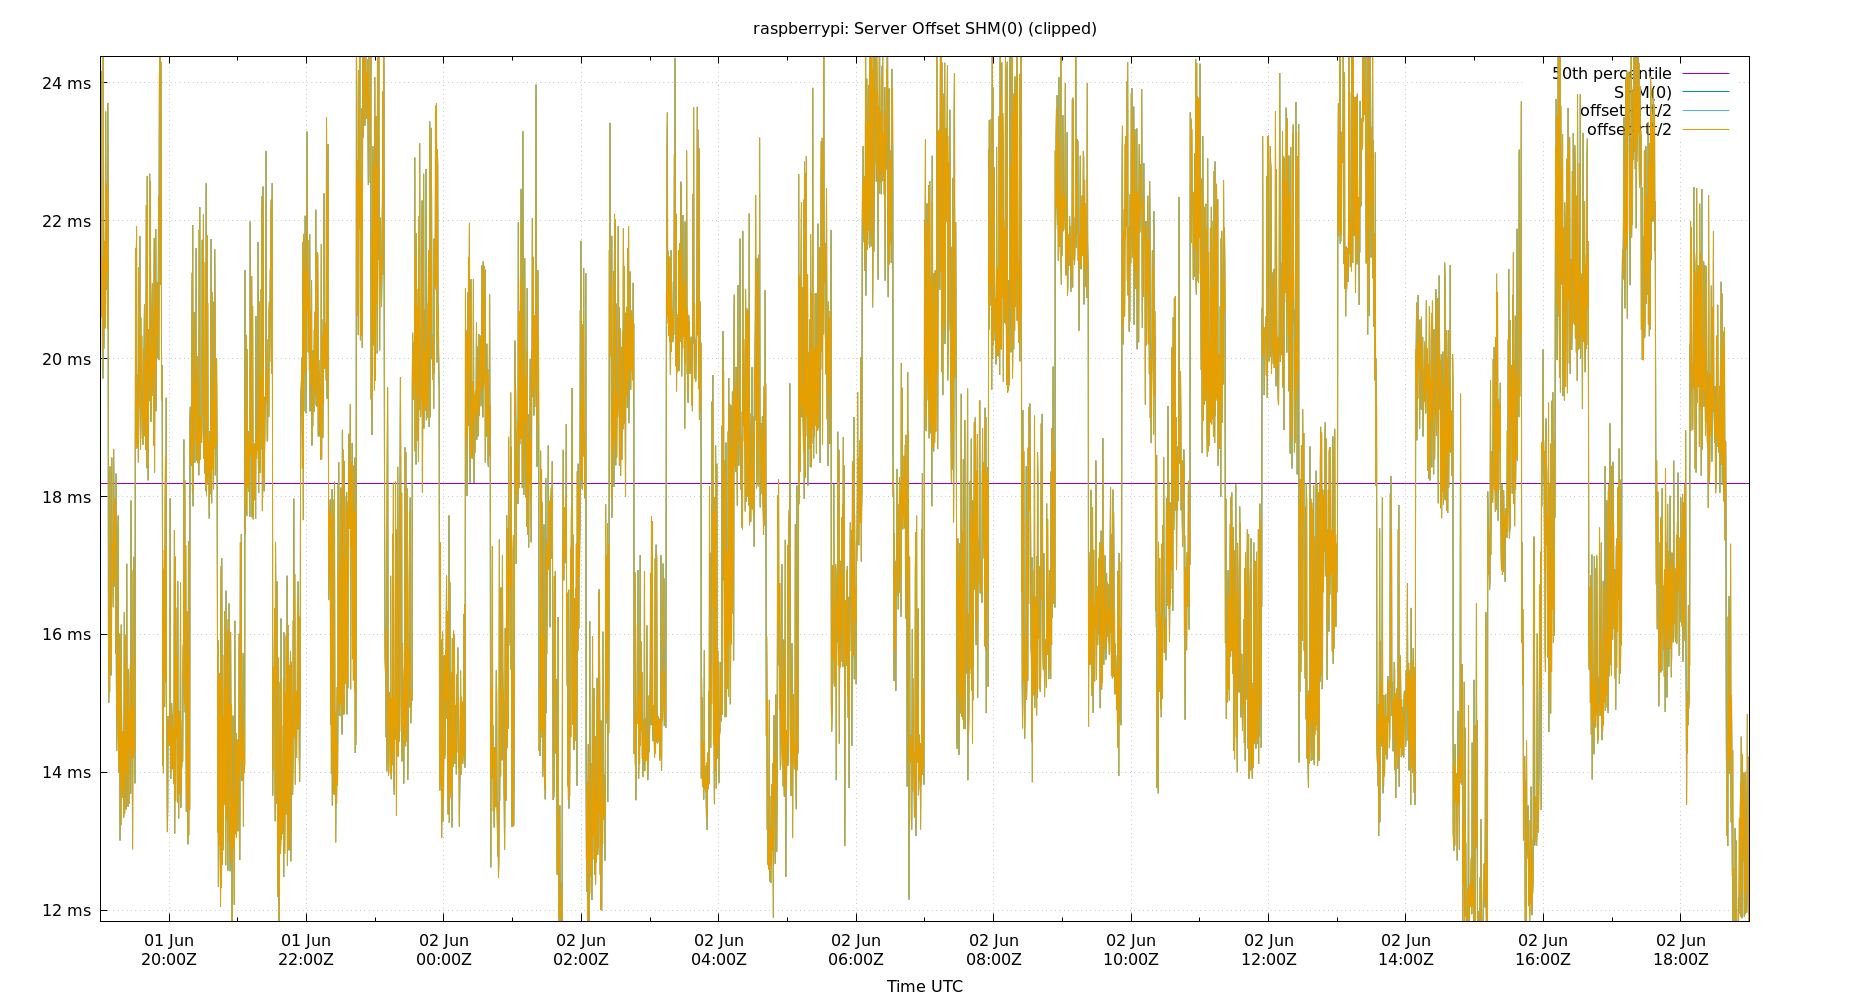 raspberrypi: Server Offset SHM(0) (clipped)
24 ms
22 ms
20 ms
18 ms
16 ms
14 ms
12 ms
50th percentile
SHM(0)
offset rtt/2
offset rtt/2
01 Jun
20:00Z
01 Jun
22:00Z
02 Jun
00:00Z
02 Jun
02:00Z
02 Jun
04:00Z
02 Jun
06:00Z
02 Jun
08:00Z
02 Jun
10:00Z
02 Jun
12:00Z
02 Jun
14:00Z
02 Jun
16:00Z
02 Jun
18:00Z
Time UTC